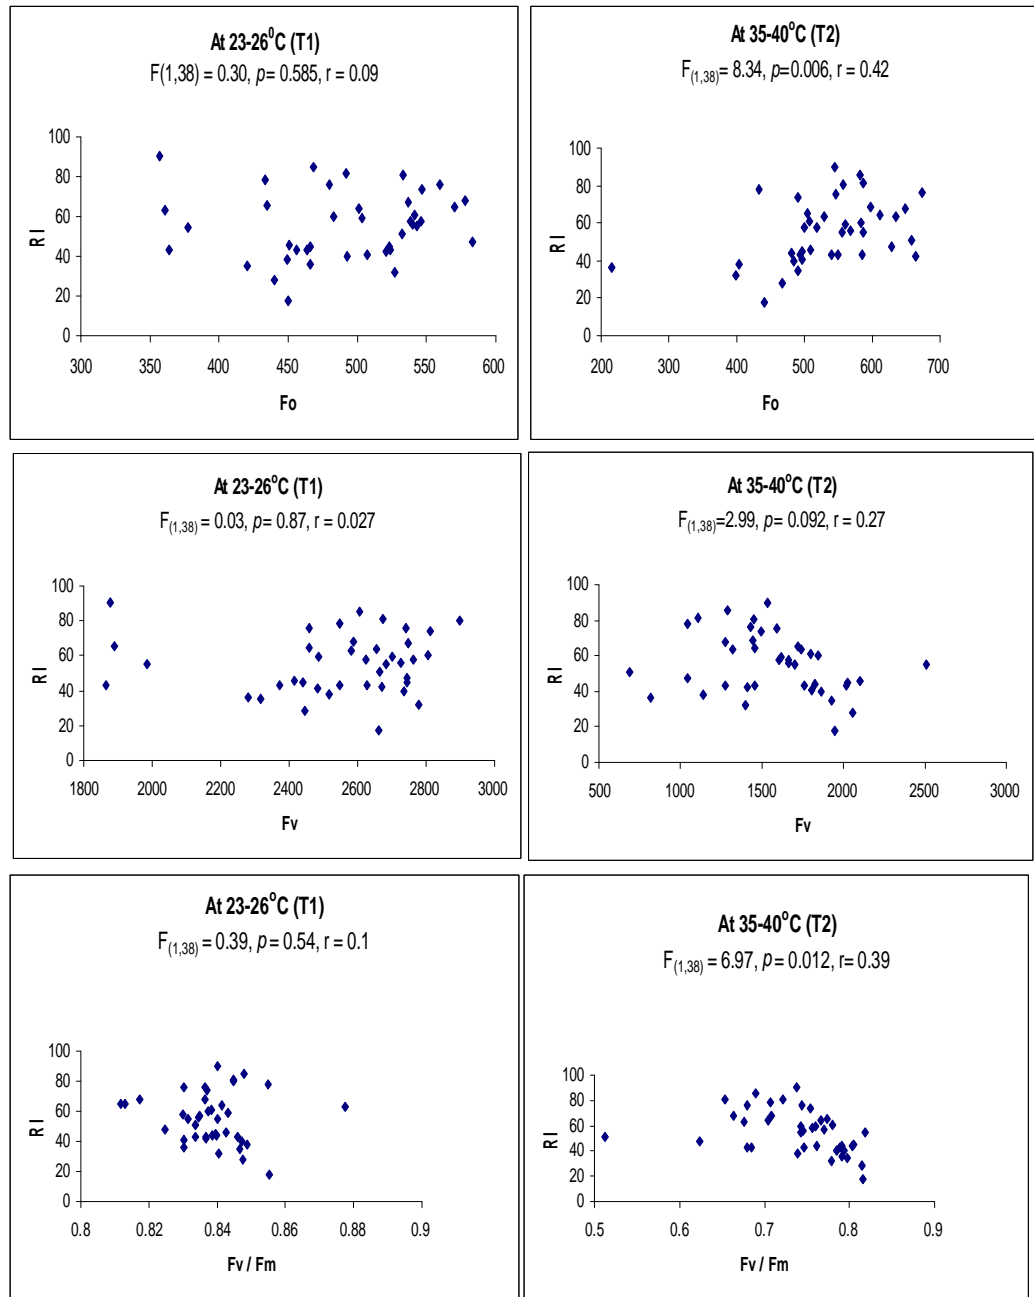 At 23-26⁰C (T1)
F(1,38) = 0.30, p= 0.585, r = 0.09
100
80
60
40
20
0
R I
300 350 400 450 500 550 600
Fo
At 35-40°C (T2)
F(1,38)= 8.34, p=0.006, r = 0.42
100
80
60
40
20
0
R I
200 300 400 500 600 700
Fo
At 23-26°C (T1)
F(1,38) = 0.03, p= 0.87, r = 0.027
100
80
60
40
20
0
R I
1800 2000 2200 2400 2600 2800 3000
Fv
At 35-40°C (T2)
F(1,38)=2.99, p= 0.092, r = 0.27
100
80
60
40
20
0
R I
500 1000 1500 2000 2500 3000
Fv
At 23-26°C (T1)
F(1,38) = 0.39, p = 0.54, r = 0.1
100
80
60
40
20
0
R I
0.8 0.82 0.84 0.86 0.88 0.9
Fv / Fm
At 35-40°C (T2)
F(1,38) = 6.97, p= 0.012, r= 0.39
100
80
60
40
20
0
R I
0.5 0.6 0.7 0.8 0.9
Fv / Fm